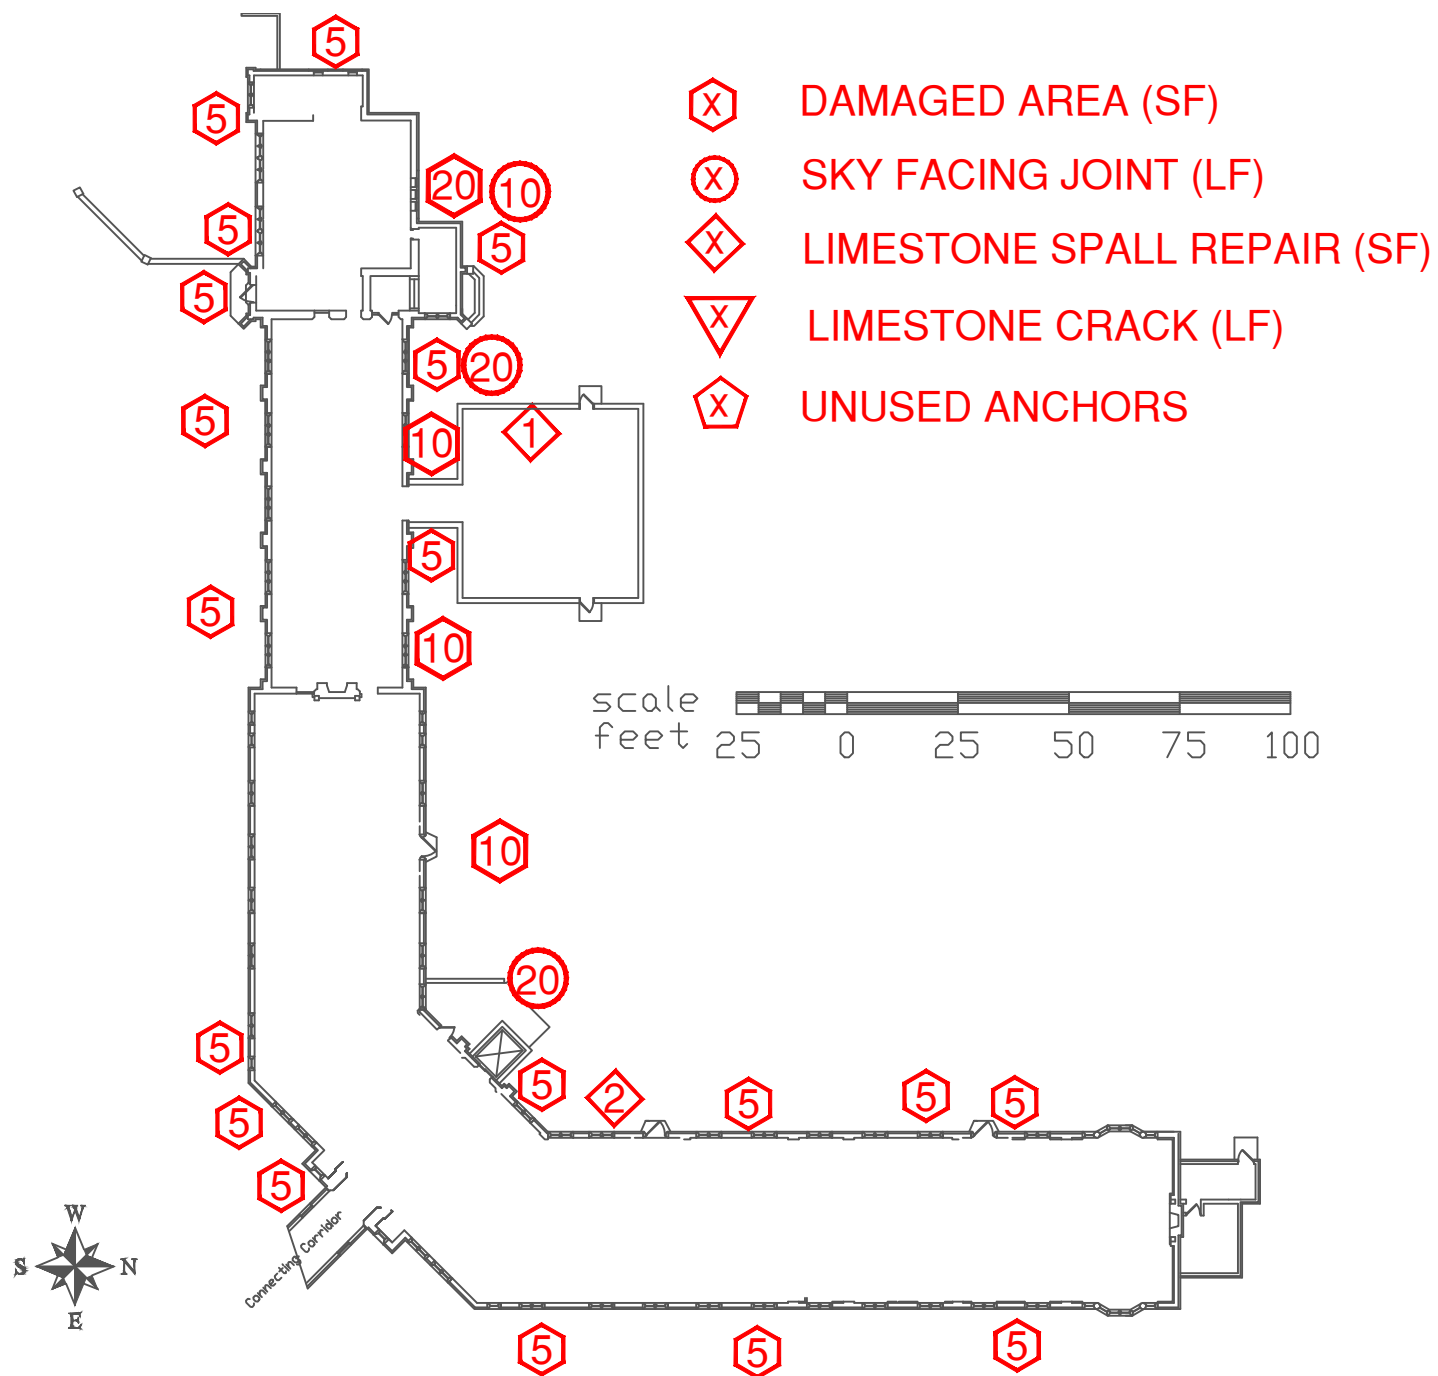 5
5
X DAMAGED AREA (SF)
20 10
X SKY FACING JOINT (LF)
5
5
X LIMESTONE SPALL REPAIR (SF)
5
X LIMESTONE CRACK (LF)
5 20
5
10
1
X UNUSED ANCHORS
5
5
10
scale
feet
25 0 25 50 75 100
10
20
5
5
2
5
5
5
5
5
Connecting Corridor
W
S N
E
5
5
5